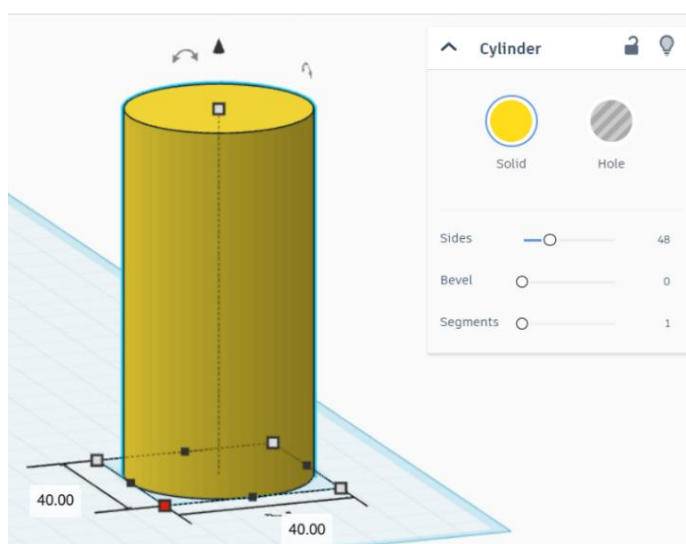 Cylinder
Solid Hole
Sides 48
Bevel 0
Segments 1
40.00
40.00